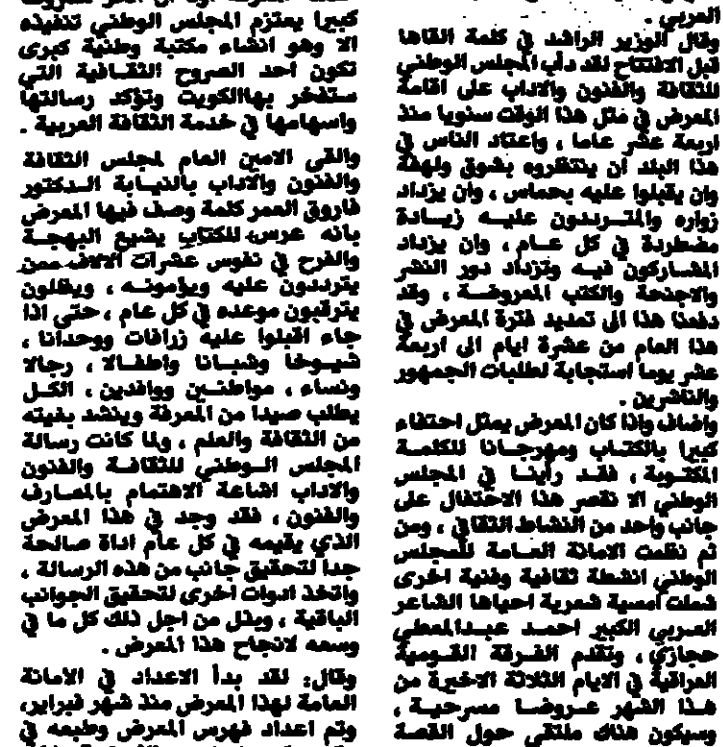 العربي .
وقال الوزير الراشد في كلمة القاها
قبل الافتتاح لقد دأب المجلس الوطني
للثقافة والفنون والاداب على اقامة
المعرض في مثل هذا الوقت سنويا منذ
اربعة عشر عاما ، واعتاد الناس في
هذا البلد ان ينتظروه بشوق ولهفة
وان يقبلوا عليه بحماس ، وان يزداد
زواره والمترددون عليه زيادة
مضطردة في كل عام ، وان يزداد
المشاركون فيه وتزداد دور النشر
والاجنحة والكتب المعروضة ، وقد
دفعنا هذا الى تمديد فترة المعرض في
هذا العام من عشرة ايام الى اربعة
عشر يوما استجابة لطلبات الجمهور
والناشرين .
واضاف واذا كان المعرض يمثل احتفاء
كبيرا بالكتاب ومهرجانا للكلمة
المكتوبة ، فقد رأينا في المجلس
الوطني الا نقصر هذا الاحتفال على
جانب واحد من النشاط الثقافي ، ومن
ثم نظمت الامانة العامة للمجلس
الوطني انشطة ثقافية وفنية اخرى
شملت امسية شعرية احياها الشاعر
العربي الكبير احمد عبدالمعطي
حجازي ، وتقدم الفرقة القومية
العراقية في الايام الثلاثة الاخيرة من
هذا الشهر عروضا مسرحية ،
وسيكون هناك ملتقى حول القصة
كبيرا يعتزم المجلس الوطني تنفيذه
الا وهو انشاء مكتبة وطنية كبرى
تكون احد الصروح الثقافية التي
ستفخر بهاالكويت وتؤكد رسالتها
واسهامها في خدمة الثقافة العربية .
والقى الامين العام لمجلس الثقافة
والفنون والاداب بالنيابة الدكتور
فاروق العمر كلمة وصف فيها المعرض
بانه عرس للكتاب يشيع البهجة
والفرح في نفوس عشرات الالاف ممن
يترددون عليه ويؤمونه ، ويظلون
يترقبون موعده في كل عام ، حتى اذا
جاء اقبلوا عليه زرافات ووحدانا ،
شيوخا وشبانا واطفالا ، رجالا
ونساء ، مواطنين ووافدين ، الكل
يطلب صيدا من المعرفة وينشد بغيته
من الثقافة والعلم ، ولما كانت رسالة
المجلس الوطني للثقافة والفنون
والاداب اشاعة الاهتمام بالمعارف
والفنون ، فقد وجد في هذا المعرض
الذي يقيمه في كل عام اداة صالحة
جدا لتحقيق جانب من هذه الرسالة ،
واتخذ ادوات اخرى لتحقيق الجوانب
الباقية ، وبذل من اجل ذلك كل ما في
وسعه لانجاح هذا المعرض .
وقال: لقد بدأ الاعداد في الامانة
العامة لهذا المعرض منذ شهر فبراير،
وتم اعداد فهرس المعرض وطبعه في